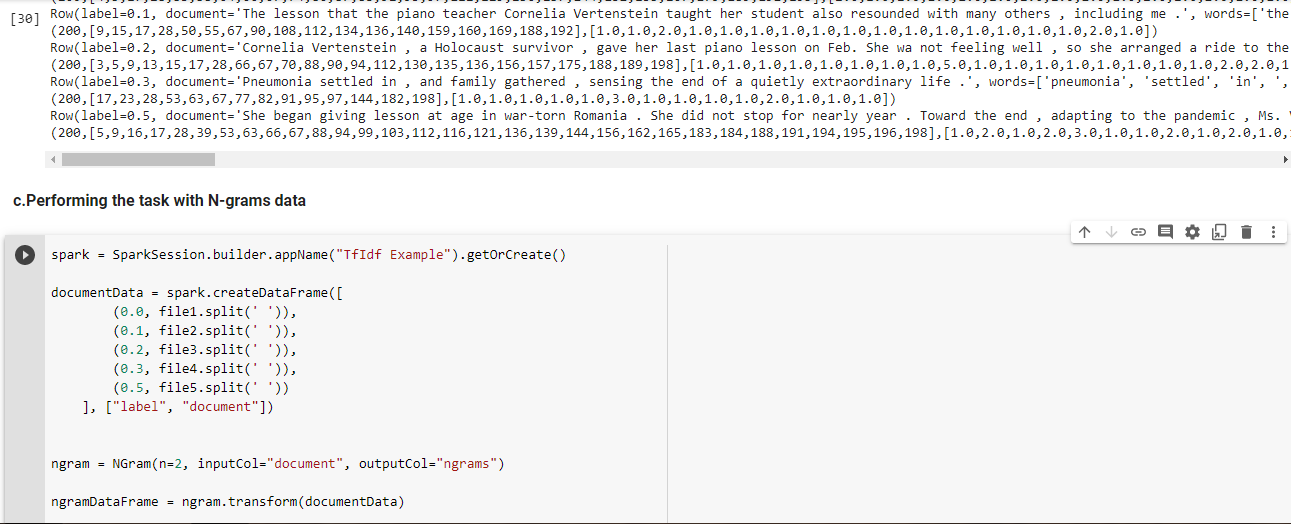 [30] Row(label=0.1, document='The lesson that the piano teacher Cornelia Vertenstein taught her student also resounded with many others , including me .', words=['the
(200,[9,15,17,28,50,55,67,90,108,112,134,136,140,159,160,169,188,192],[1.0,1.0,2.0,1.0,1.0,1.0,1.0,1.0,1.0,1.0,1.0,1.0,1.0,1.0,1.0,1.0,2.0,1.0])
Row(label=0.2, document='Cornelia Vertenstein , a Holocaust survivor , gave her last piano lesson on Feb. She wa not feeling well , so she arranged a ride to the
(200,[3,5,9,13,15,17,28,66,67,70,88,90,94,112,130,135,136,156,157,175,188,189,198],[1.0,1.0,1.0,1.0,1.0,1.0,1.0,1.0,5.0,1.0,1.0,1.0,1.0,1.0,1.0,1.0,1.0,2.0,2.0,1
Row(label=0.3, document='Pneumonia settled in , and family gathered , sensing the end of a quietly extraordinary life .', words=['pneumonia', 'settled', 'in', ',
(200,[17,23,28,53,63,67,77,82,91,95,97,144,182,198],[1.0,1.0,1.0,1.0,1.0,3.0,1.0,1.0,1.0,1.0,2.0,1.0,1.0,1.0])
Row(label=0.5, document='She began giving lesson at age in war-torn Romania . She did not stop for nearly year . Toward the end , adapting to the pandemic , Ms.
(200,[5,9,16,17,28,39,53,63,66,67,88,94,99,103,112,116,121,136,139,144,156,162,165,183,184,188,191,194,195,196,198],[1.0,2.0,1.0,2.0,3.0,1.0,1.0,2.0,1.0,2.0,1.0,
c.Performing the task with N-grams data
spark = SparkSession.builder.appName("TfIdf Example").getOrCreate()
documentData = spark.createDataFrame([
(0.0, file1.split(' ')),
(0.1, file2.split(' ')),
(0.2, file3.split(' ')),
(0.3, file4.split(' ')),
(0.5, file5.split(' '))
], ["label", "document"])
ngram = NGram(n=2, inputCol="document", outputCol="ngrams")
ngramDataFrame = ngram.transform(documentData)